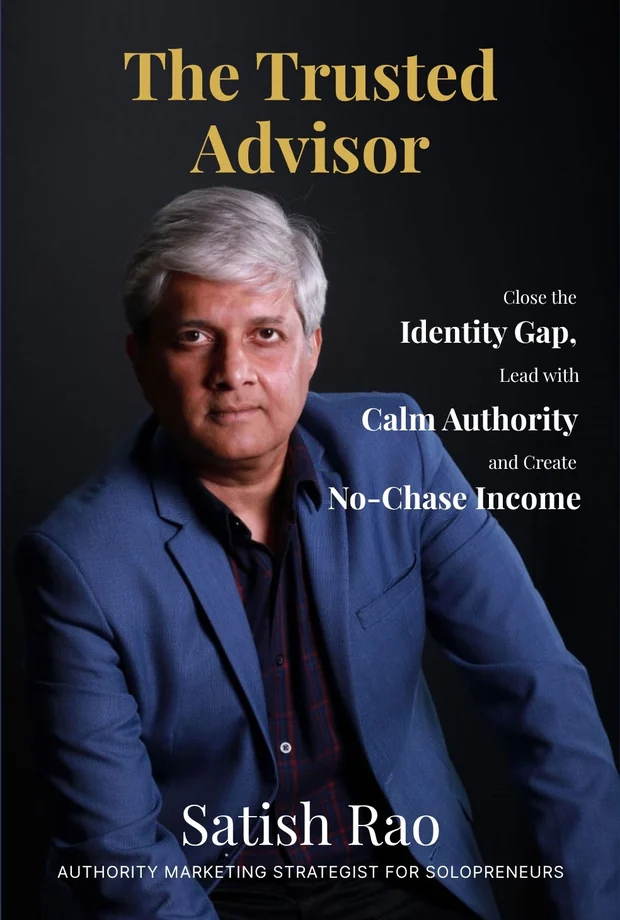 The Trusted
Advisor
Close the
Identity Gap,
Lead with
Calm Authority
and Create
No-Chase Income
Satish Rao
AUTHORITY MARKETING STRATEGIST FOR SOLOPRENEURS